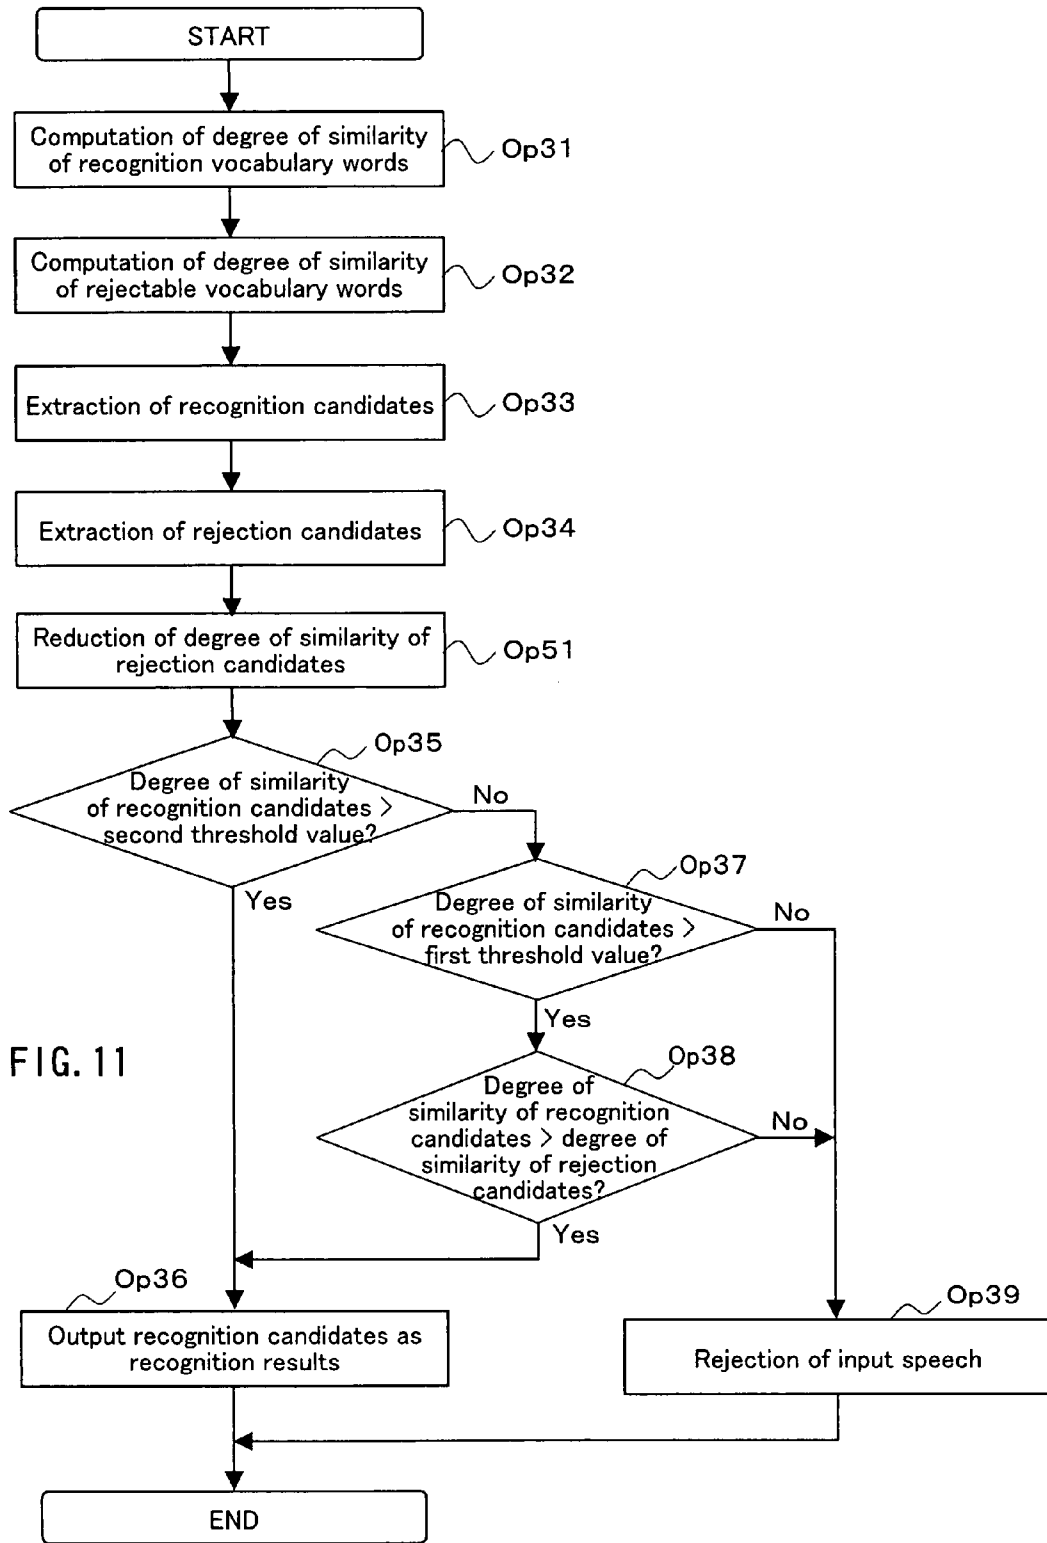 START
Computation of degree of similarity
of recognition vocabulary words
Op31
Computation of degree of similarity
of rejectable vocabulary words
Op32
Extraction of recognition candidates
Op33
Extraction of rejection candidates
Op34
Reduction of degree of similarity of
rejection candidates
Op51
Op35
Degree of similarity
of recognition candidates >
second threshold value?
No
Yes
Op37
Degree of similarity
of recognition candidates >
first threshold value?
No
Yes
FIG. 11
Op38
Degree of
similarity of recognition
candidates > degree of
similarity of rejection
candidates?
No
Yes
Op36
Output recognition candidates as
recognition results
Op39
Rejection of input speech
END